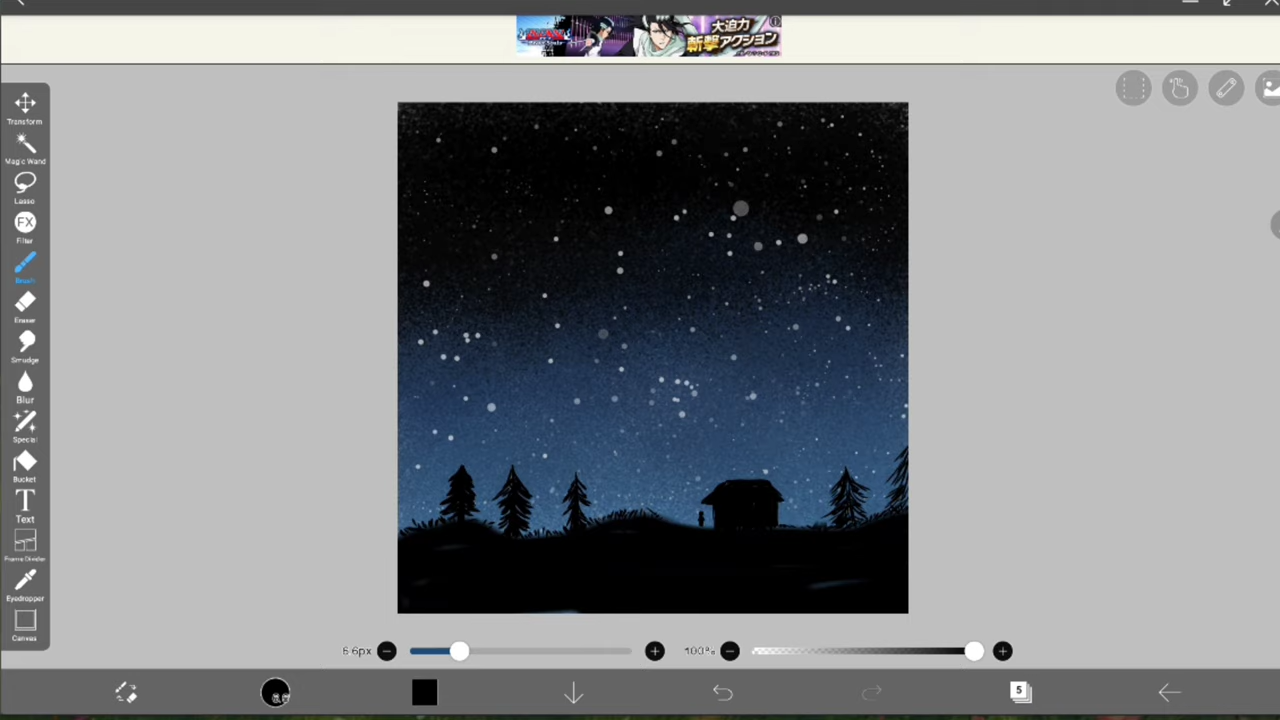 大迫力
斬撃アクション
Transform
Magic Wand
Lasso
FX
Filter
Brush
Eraser
Smudge
Blur
Special
Bucket
T
Text
Frame Divider
Eyedropper
Canvas
6.6px
100%
5